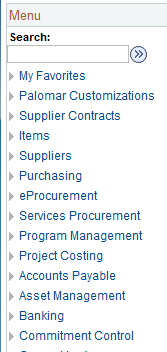 Menu
Search:
My Favorites
Palomar Customizations
Supplier Contracts
Items
Suppliers
Purchasing
eProcurement
Services Procurement
Program Management
Project Costing
Accounts Payable
Asset Management
Banking
Commitment Control